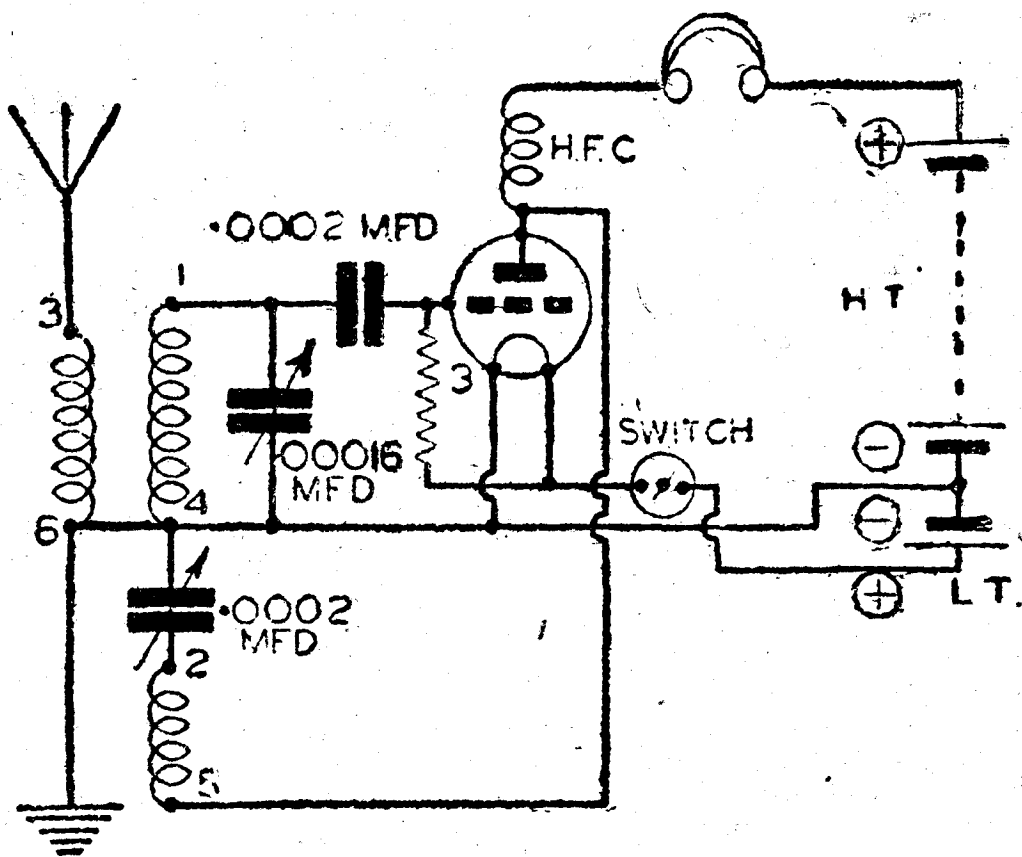 H.F.C
+
·0002 MFD
1
3
H T
3
SWITCH
·00016
MFD
-
4
6
-
·0002
MFD
+
L T.
2
5